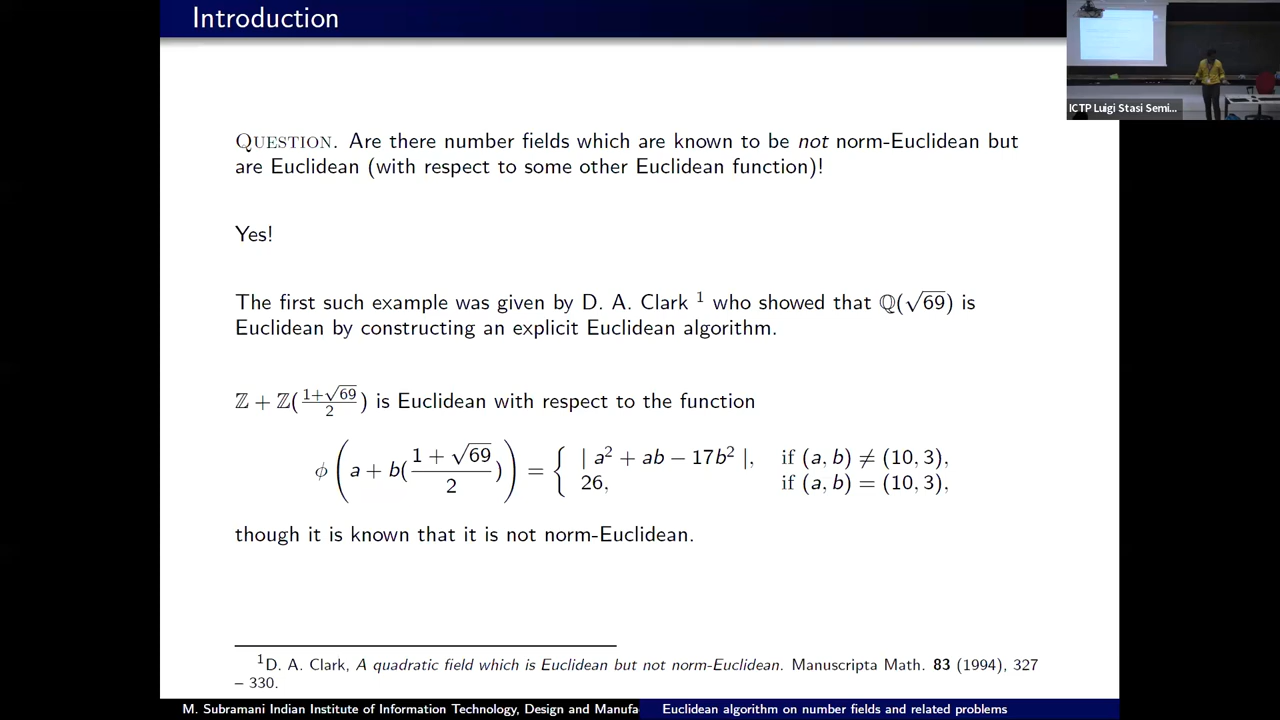 Introduction
ICTP Luigi Stasi Semi...
QUESTION. Are there number fields which are known to be not norm-Euclidean but
are Euclidean (with respect to some other Euclidean function)!
Yes!
The first such example was given by D. A. Clark ¹ who showed that ℚ(√69) is
Euclidean by constructing an explicit Euclidean algorithm.
ℤ + ℤ((1+√69)/2) is Euclidean with respect to the function
ϕ(a + b((1 + √69)/2)) = { | a² + ab − 17b² |, if (a, b) ≠ (10, 3),
26, if (a, b) = (10, 3),
though it is known that it is not norm-Euclidean.
¹D. A. Clark, A quadratic field which is Euclidean but not norm-Euclidean. Manuscripta Math. 83 (1994), 327
– 330.
M. Subramani Indian Institute of Information Technology, Design and Manufa
Euclidean algorithm on number fields and related problems